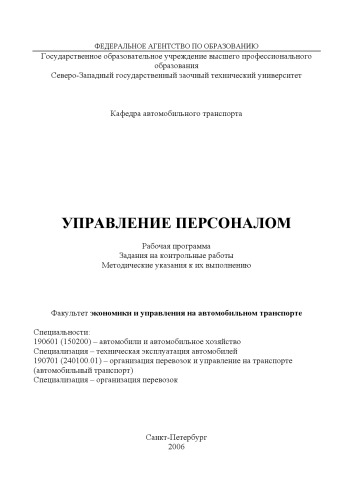 ФЕДЕРАЛЬНОЕ АГЕНТСТВО ПО ОБРАЗОВАНИЮ
Государственное образовательное учреждение высшего профессионального
образования
Северо-Западный государственный заочный технический университет
Кафедра автомобильного транспорта
УПРАВЛЕНИЕ ПЕРСОНАЛОМ
Рабочая программа
Задания на контрольные работы
Методические указания к их выполнению
Факультет экономики и управления на автомобильном транспорте
Специальности:
190601 (150200) – автомобили и автомобильное хозяйство
Специализация – техническая эксплуатация автомобилей
190701 (240100 01) – организация перевозок и управление на транспорте
(автомобильный транспорт)
Специализация – организация перевозок
Санкт-Петербург
2006